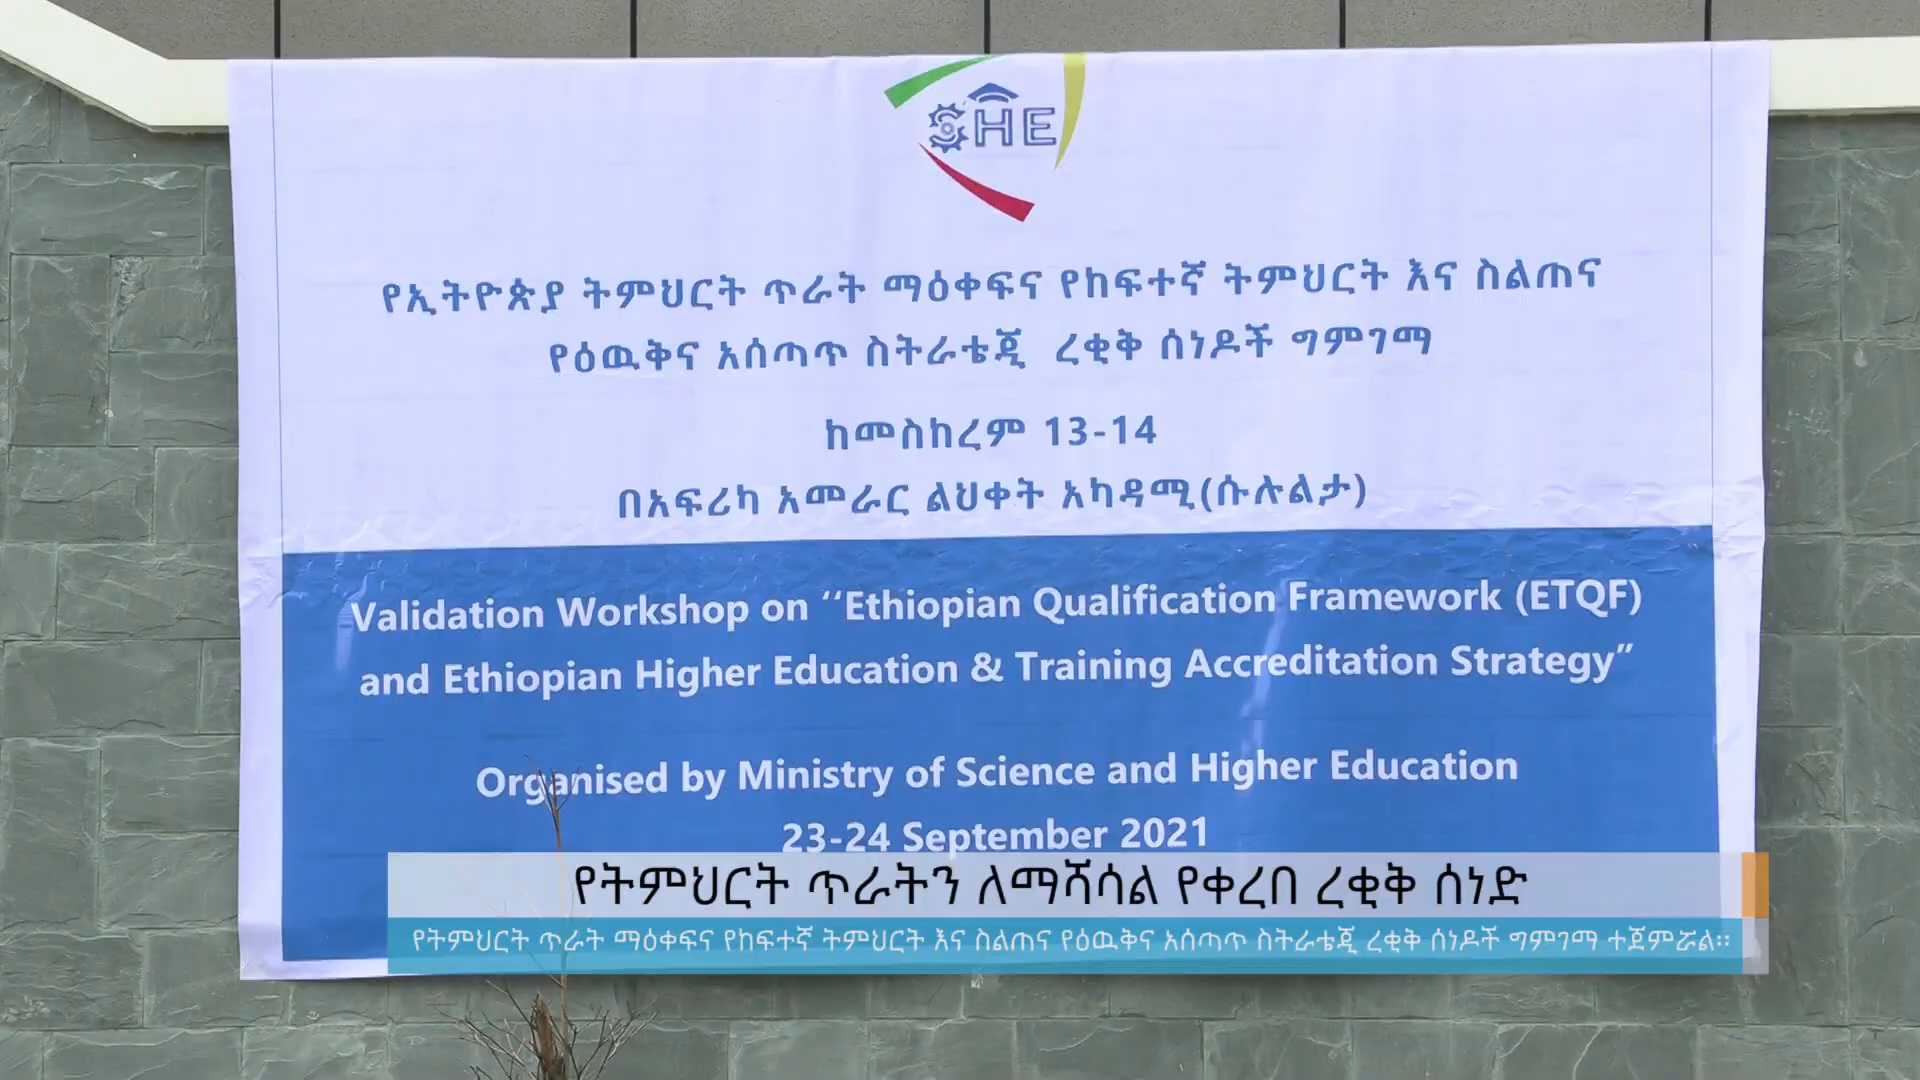 SHE
የኢትዮጵያ ትምህርት ጥራት ማዕቀፍና የከፍተኛ ትምህርት እና ስልጠና
የዕዉቅና አሰጣጥ ስትራቴጂ ረቂቅ ሰነዶች ግምገማ
ከመስከረም 13-14
በአፍሪካ አመራር ልህቀት አካዳሚ(ሱሉልታ)
Validation Workshop on ‘‘Ethiopian Qualification Framework (ETQF)
and Ethiopian Higher Education & Training Accreditation Strategy”
Organised by Ministry of Science and Higher Education
23-24 September 2021
የትምህርት ጥራትን ለማሻሳል የቀረበ ረቂቅ ሰነድ
የትምህርት ጥራት ማዕቀፍና የከፍተኛ ትምህርት እና ስልጠና የዕዉቅና አሰጣጥ ስትራቴጂ ረቂቅ ሰነዶች ግምገማ ተጀምሯል።